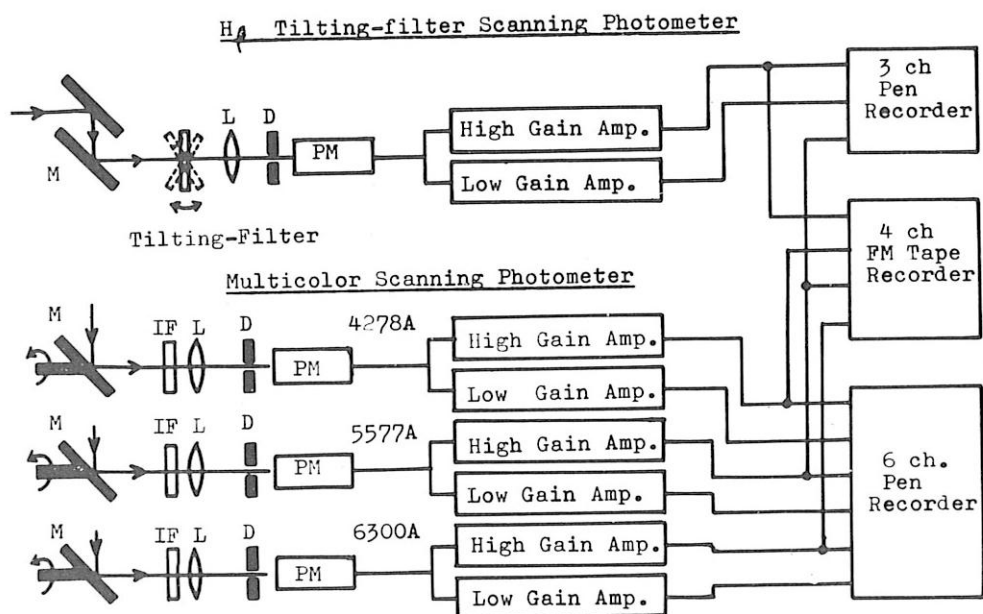 Hβ Tilting-filter Scanning Photometer
M
L
D
PM
High Gain Amp.
Low Gain Amp.
3 ch
Pen
Recorder
Tilting-Filter
4 ch
FM Tape
Recorder
Multicolor Scanning Photometer
M
IF
L
D
PM
4278A
High Gain Amp.
Low Gain Amp.
M
IF
L
D
PM
5577A
High Gain Amp.
Low Gain Amp.
6 ch.
Pen
Recorder
M
IF
L
D
PM
6300A
High Gain Amp.
Low Gain Amp.